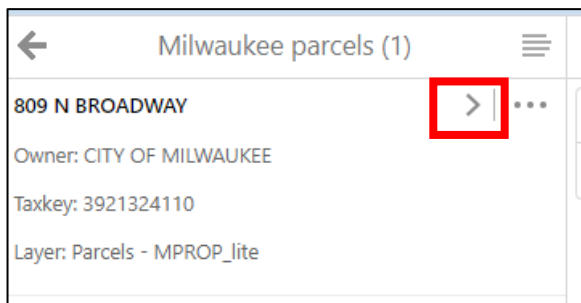 Milwaukee parcels (1)
809 N BROADWAY
Owner: CITY OF MILWAUKEE
Taxkey: 3921324110
Layer: Parcels - MPROP_lite